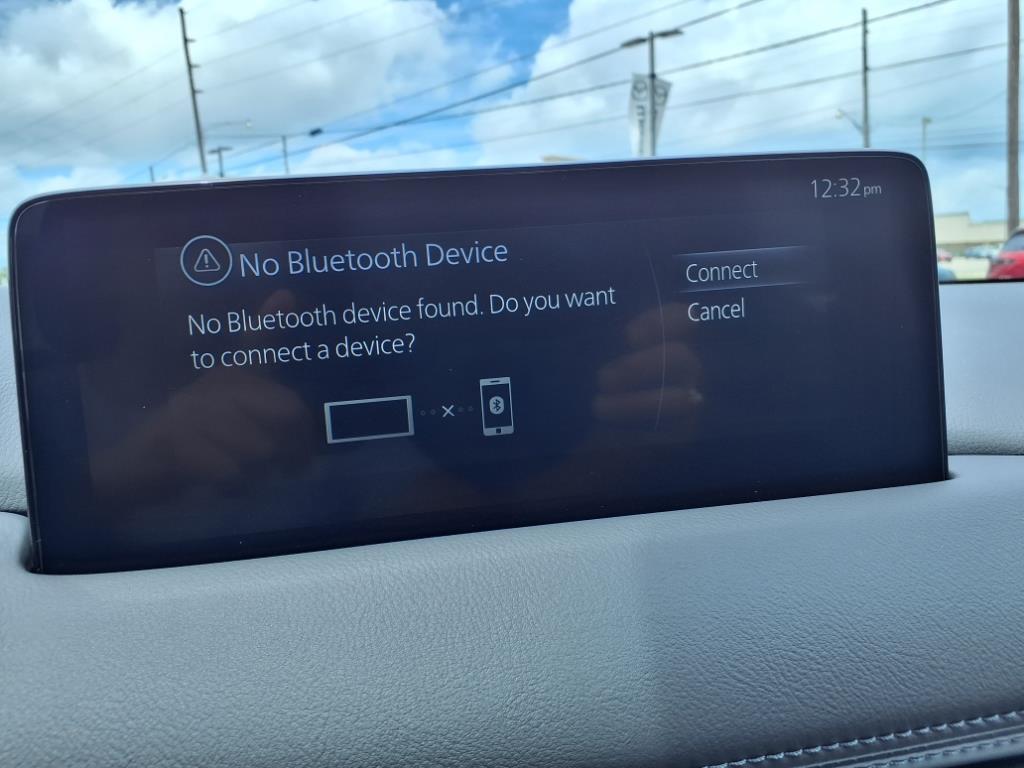 12:32 pm
No Bluetooth Device
No Bluetooth device found. Do you want
to connect a device?
Connect
Cancel